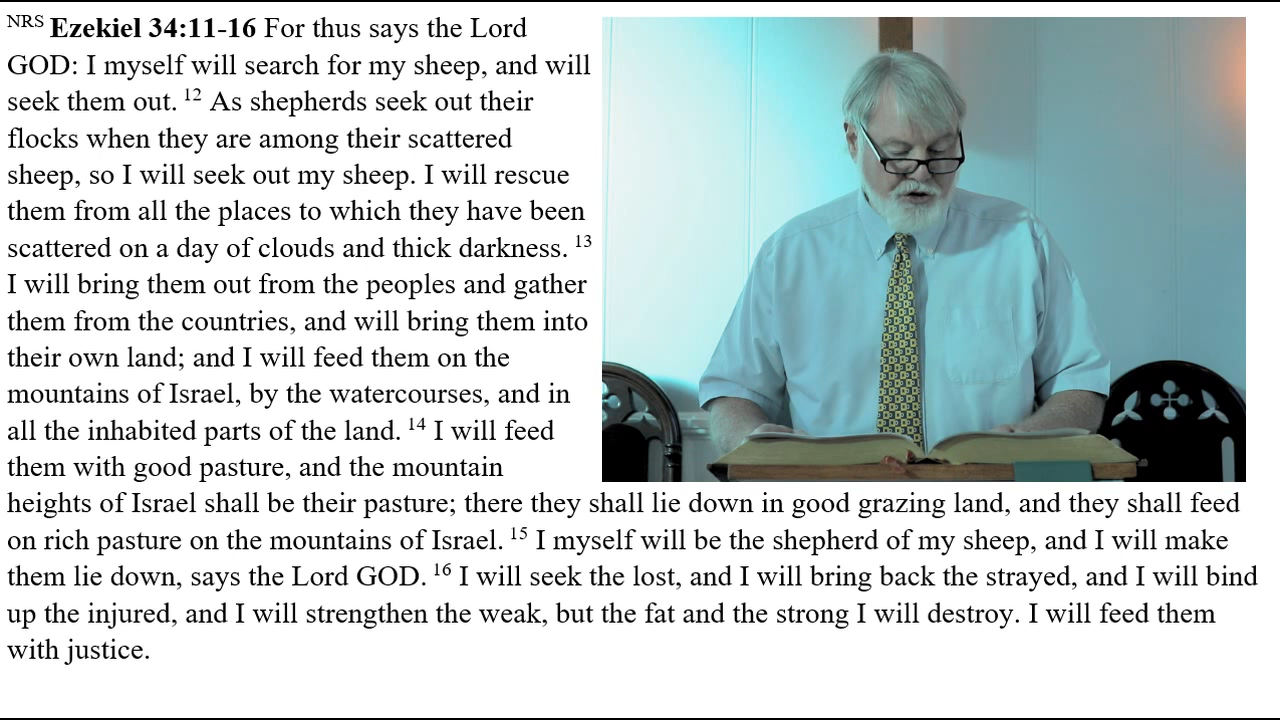 NRS Ezekiel 34:11-16 For thus says the Lord
GOD: I myself will search for my sheep, and will
seek them out. 12 As shepherds seek out their
flocks when they are among their scattered
sheep, so I will seek out my sheep. I will rescue
them from all the places to which they have been
scattered on a day of clouds and thick darkness. 13
I will bring them out from the peoples and gather
them from the countries, and will bring them into
their own land; and I will feed them on the
mountains of Israel, by the watercourses, and in
all the inhabited parts of the land. 14 I will feed
them with good pasture, and the mountain
heights of Israel shall be their pasture; there they shall lie down in good grazing land, and they shall feed
on rich pasture on the mountains of Israel. 15 I myself will be the shepherd of my sheep, and I will make
them lie down, says the Lord GOD. 16 I will seek the lost, and I will bring back the strayed, and I will bind
up the injured, and I will strengthen the weak, but the fat and the strong I will destroy. I will feed them
with justice.